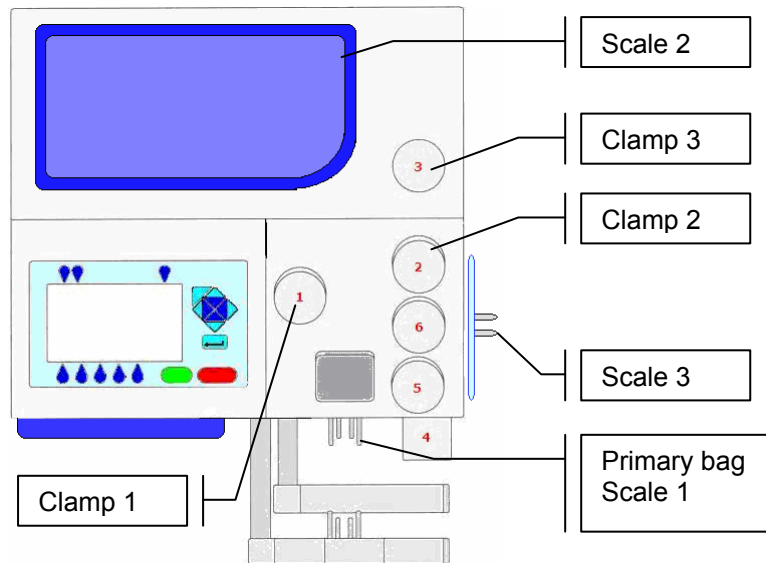 Scale 2
3
Clamp 3
Clamp 2
2
1
6
Scale 3
5
4
Primary bag
Scale 1
Clamp 1